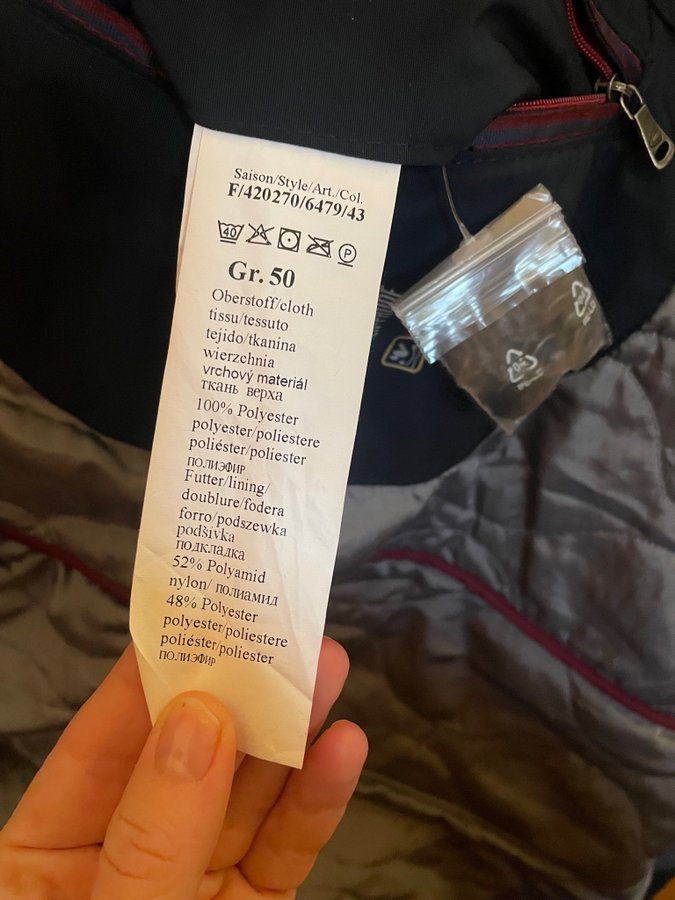 Saison/Style/Art./Col.
F/420270/6479/43
40 P
Gr. 50
Oberstoff/cloth
tissu/tessuto
tejido/tkanina
wierzchnia
vrchový materiál
ткань верха
100% Polyester
polyester/poliestere
poliéster/poliester
ПОЛИЭФИР
Futter/lining/
doublure/fodera
forro/podszewka
podšívka
подкладка
52% Polyamid
nylon/ полиамид
48% Polyester
polyester/poliestere
poliéster/poliester
ПОЛИЭФИР